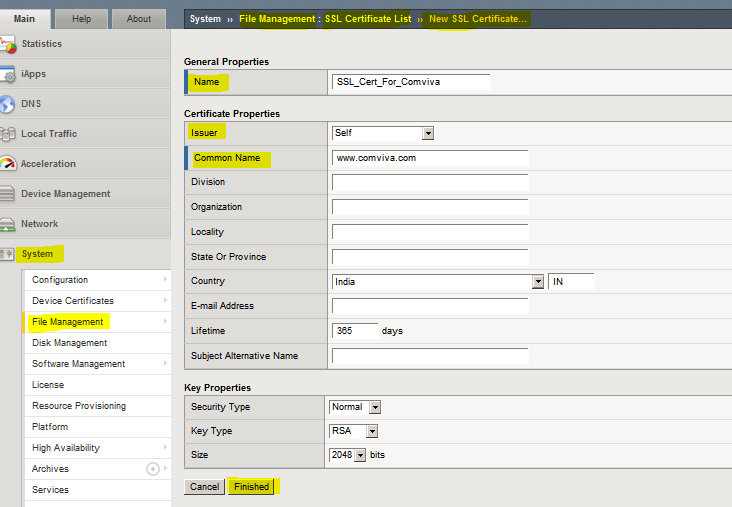 Main Help About
System ›› File Management : SSL Certificate List ›› New SSL Certificate...
Statistics
iApps
DNS
Local Traffic
Acceleration
Device Management
Network
System
Configuration
Device Certificates
File Management
Disk Management
Software Management
License
Resource Provisioning
Platform
High Availability
Archives
Services
General Properties
Name SSL_Cert_For_Comviva
Certificate Properties
Issuer Self
Common Name www.comviva.com
Division
Organization
Locality
State Or Province
Country India IN
E-mail Address
Lifetime 365 days
Subject Alternative Name
Key Properties
Security Type Normal
Key Type RSA
Size 2048 bits
Cancel Finished